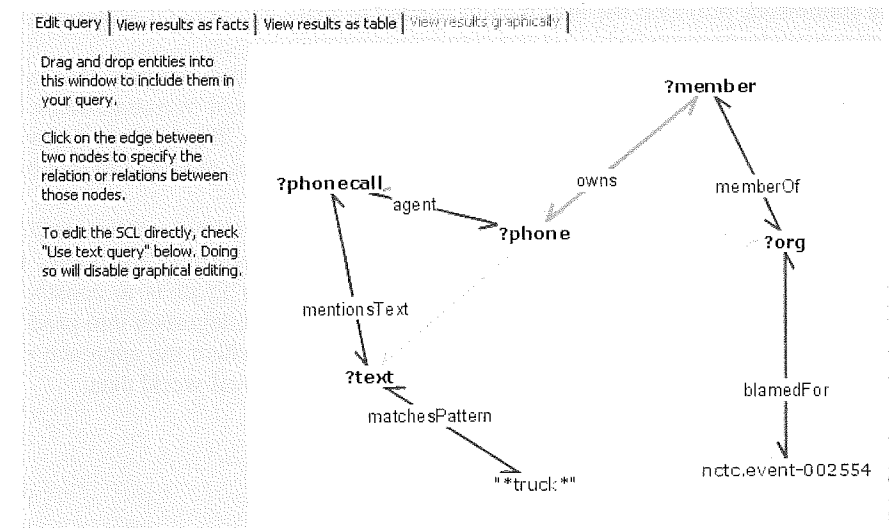 Edit query | View results as facts | View results as table | View results graphically |
Drag and drop entities into
this window to include them in
your query.
Click on the edge between
two nodes to specify the
relation or relations between
those nodes.
To edit the SCL directly, check
"Use text query" below. Doing
so will disable graphical editing.
?member
?phonecall
owns
memberOf
agent
?phone
?org
mentionsText
?text
blamedFor
matchesPattern
nctc.event-002554
"*truck*"